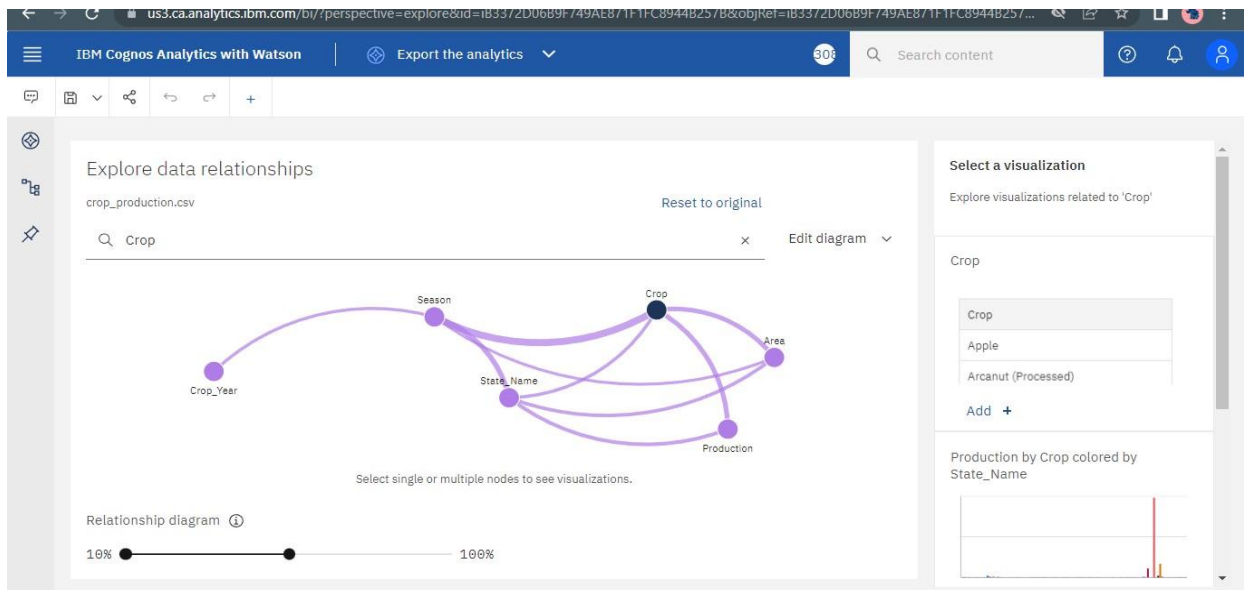 us3.ca.analytics.ibm.com/bi/?perspective=explore&id=iB3372D06B9F749AE871F1FC8944B257B&objRef=iB3372D06B9F749AE871F1FC8944B257...
IBM Cognos Analytics with Watson
Export the analytics
308
Search content
Explore data relationships
crop_production.csv
Reset to original
Crop
Edit diagram
Season
Crop
Area
Crop_Year
State_Name
Production
Select single or multiple nodes to see visualizations.
Relationship diagram
10%
100%
Select a visualization
Explore visualizations related to 'Crop'
Crop
Crop
Apple
Arcanut (Processed)
Add +
Production by Crop colored by
State_Name